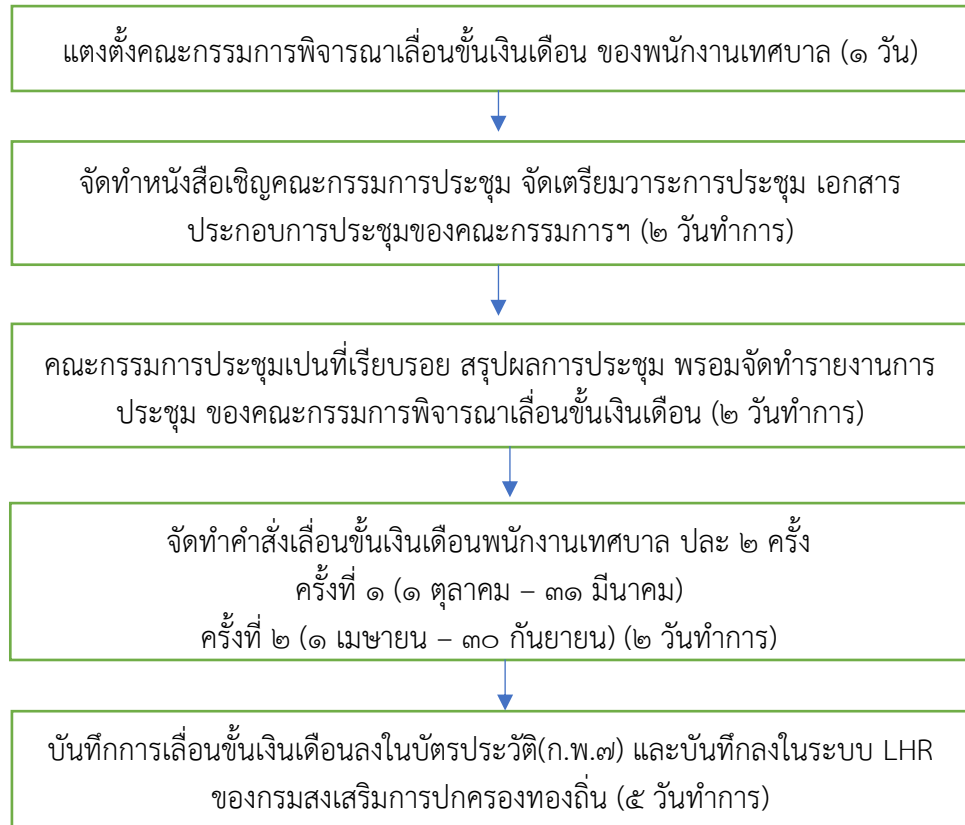 แตงตั้งคณะกรรมการพิจารณาเลื่อนขั้นเงินเดือน ของพนักงานเทศบาล (๑ วัน)
จัดทำหนังสือเชิญคณะกรรมการประชุม จัดเตรียมวาระการประชุม เอกสาร
ประกอบการประชุมของคณะกรรมการฯ (๒ วันทำการ)
คณะกรรมการประชุมเปนที่เรียบรอย สรุปผลการประชุม พรอมจัดทำรายงานการ
ประชุม ของคณะกรรมการพิจารณาเลื่อนขั้นเงินเดือน (๒ วันทำการ)
จัดทำคำสั่งเลื่อนขั้นเงินเดือนพนักงานเทศบาล ปละ ๒ ครั้ง
ครั้งที่ ๑ (๑ ตุลาคม – ๓๑ มีนาคม)
ครั้งที่ ๒ (๑ เมษายน – ๓๐ กันยายน) (๒ วันทำการ)
บันทึกการเลื่อนขั้นเงินเดือนลงในบัตรประวัติ(ก.พ.๗) และบันทึกลงในระบบ LHR
ของกรมสงเสริมการปกครองทองถิ่น (๕ วันทำการ)